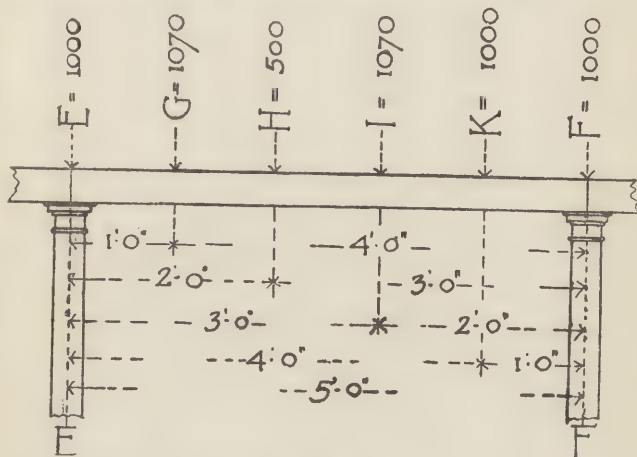 E = 1000
G = 1070
H = 500
I = 1070
K = 1000
F = 1000
1'-0"
4'-0"
2'-0"
3'-0"
3'-0"
2'-0"
4'-0"
1'-0"
5'-0"
E
F